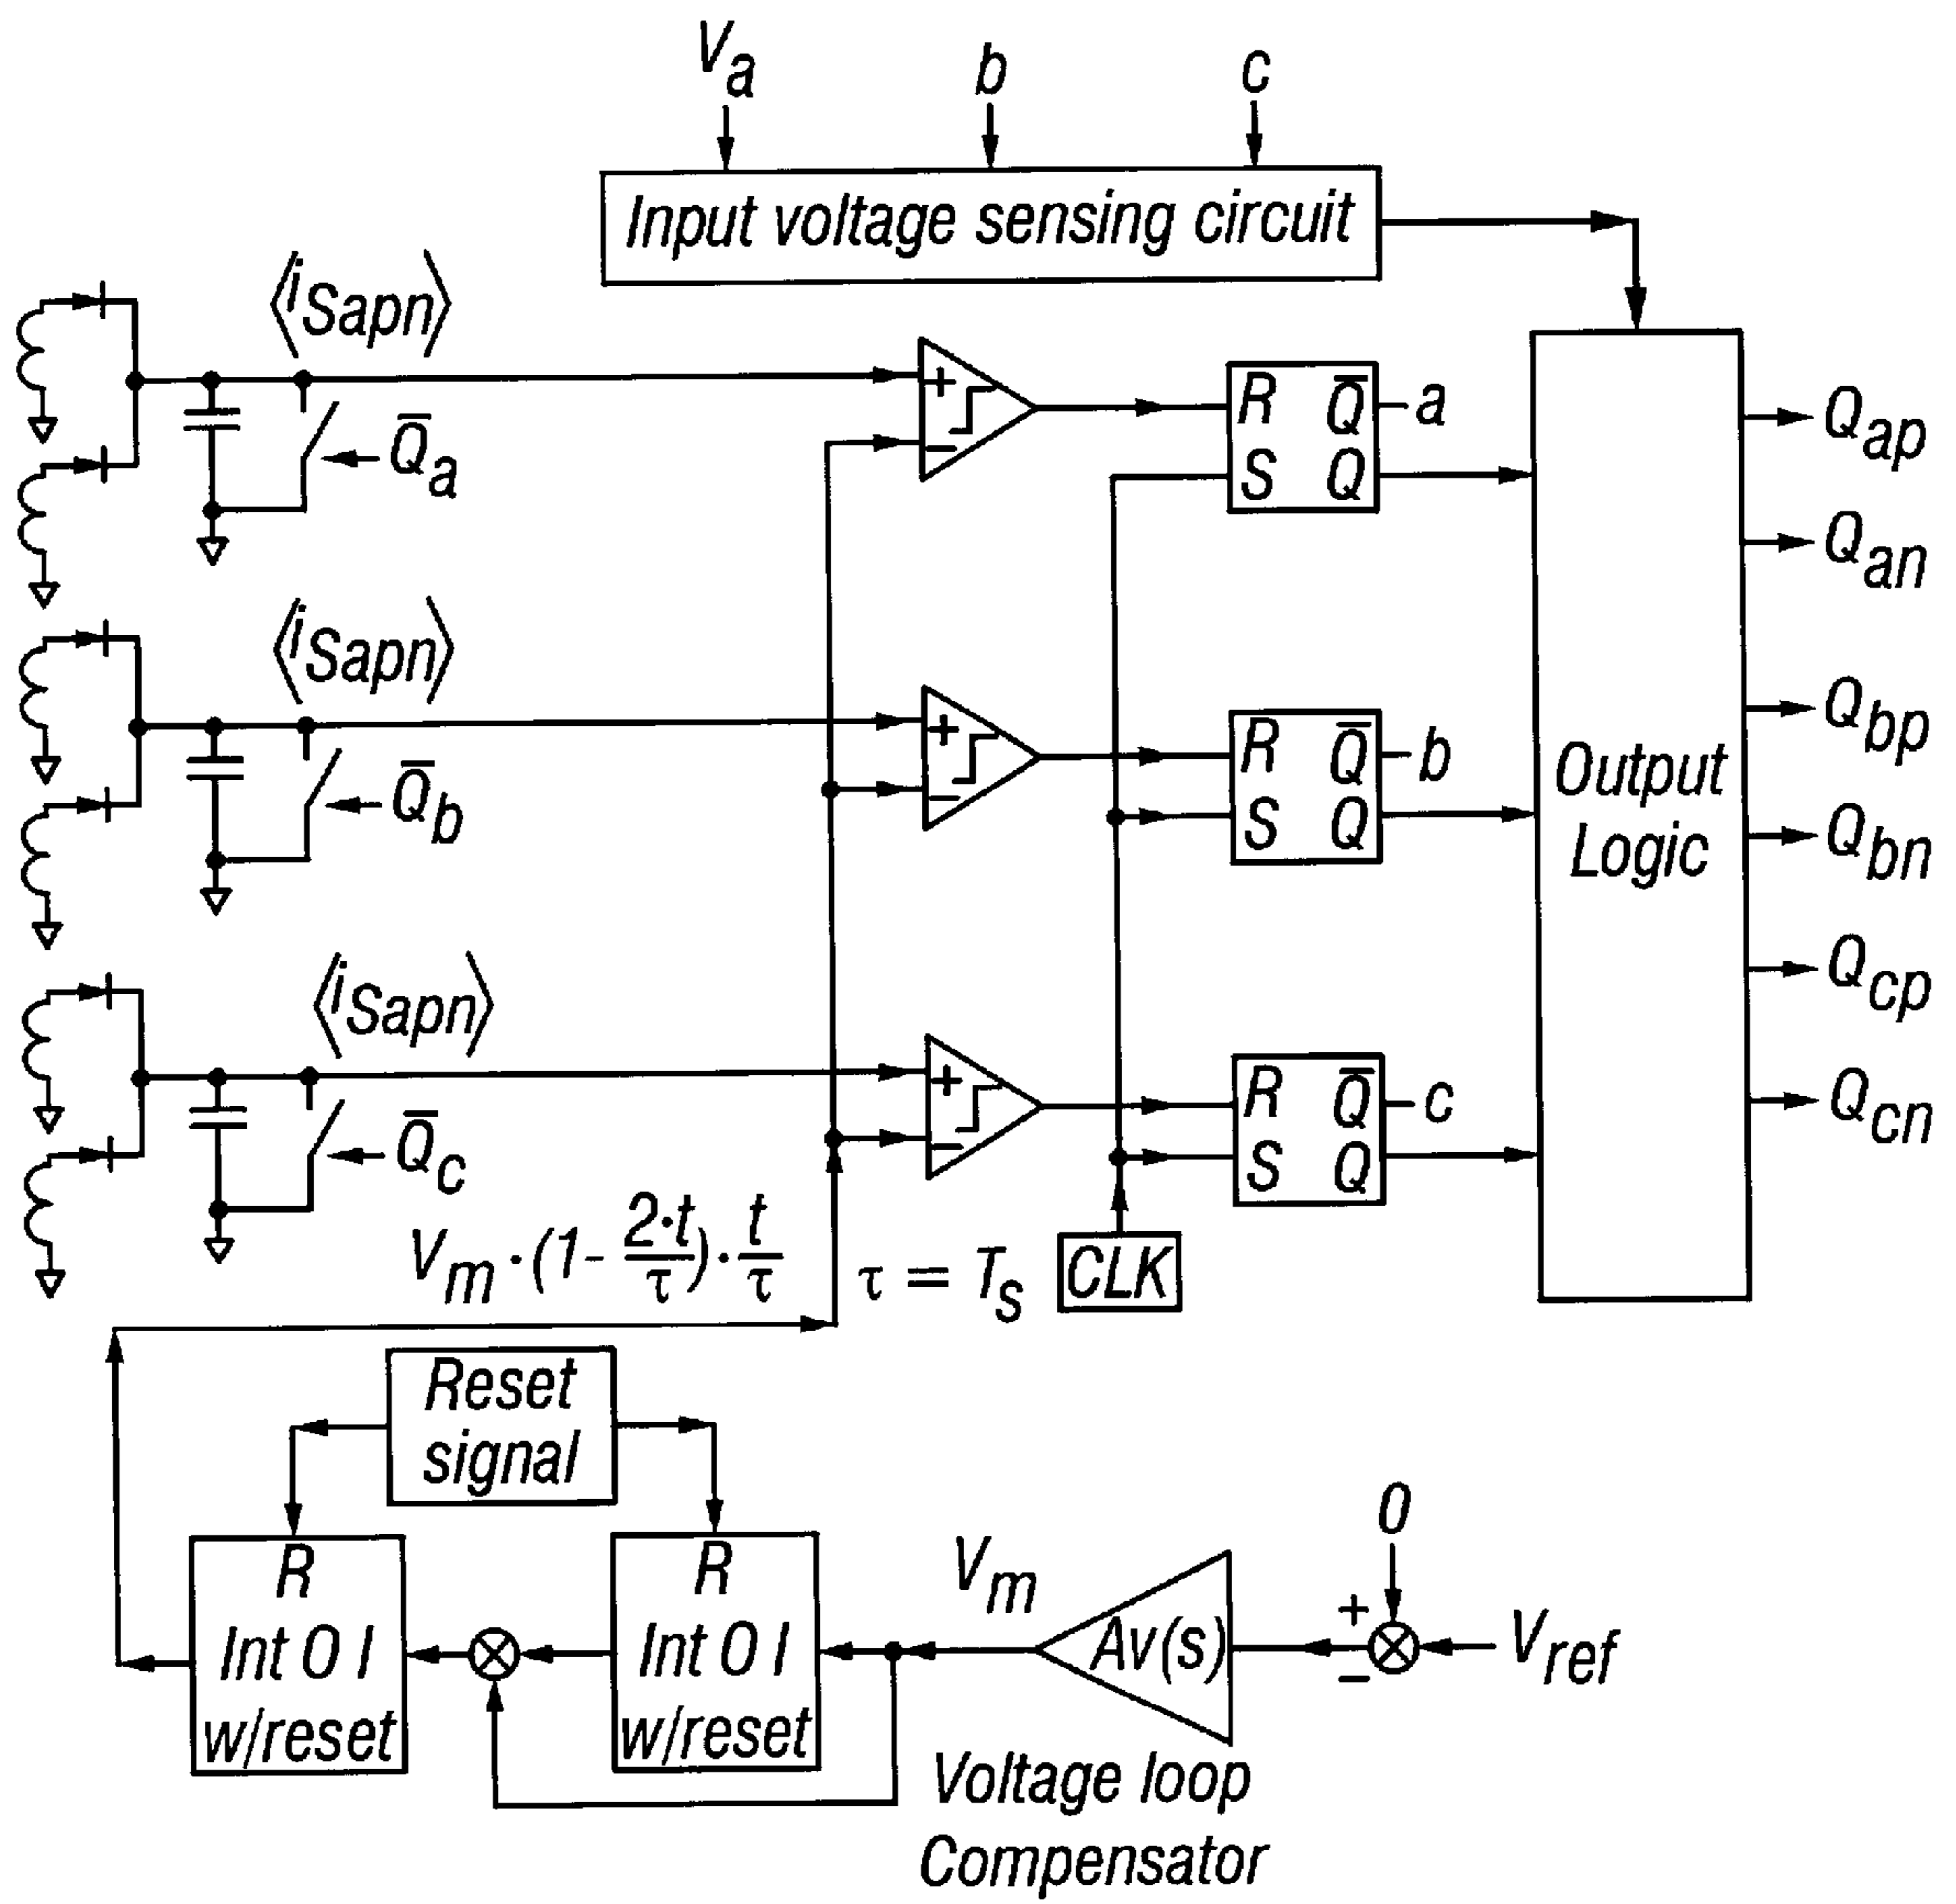 Va
b
c
Input voltage sensing circuit
⟨iSapn⟩
+
−
R Q̅
a
S Q
Q̅a
Qap
Qan
⟨iSapn⟩
+
−
R Q̅
b
S Q
Q̅b
Output
Logic
Qbp
Qbn
⟨iSapn⟩
+
−
R Q̅
c
S Q
Q̅c
Qcp
Qcn
Vm·(1-2·t/τ)·t/τ
τ = Ts
CLK
Reset
signal
R
Int O I
w/reset
R
Int O I
w/reset
Vm
Av(s)
0
+
−
Vref
Voltage loop
Compensator